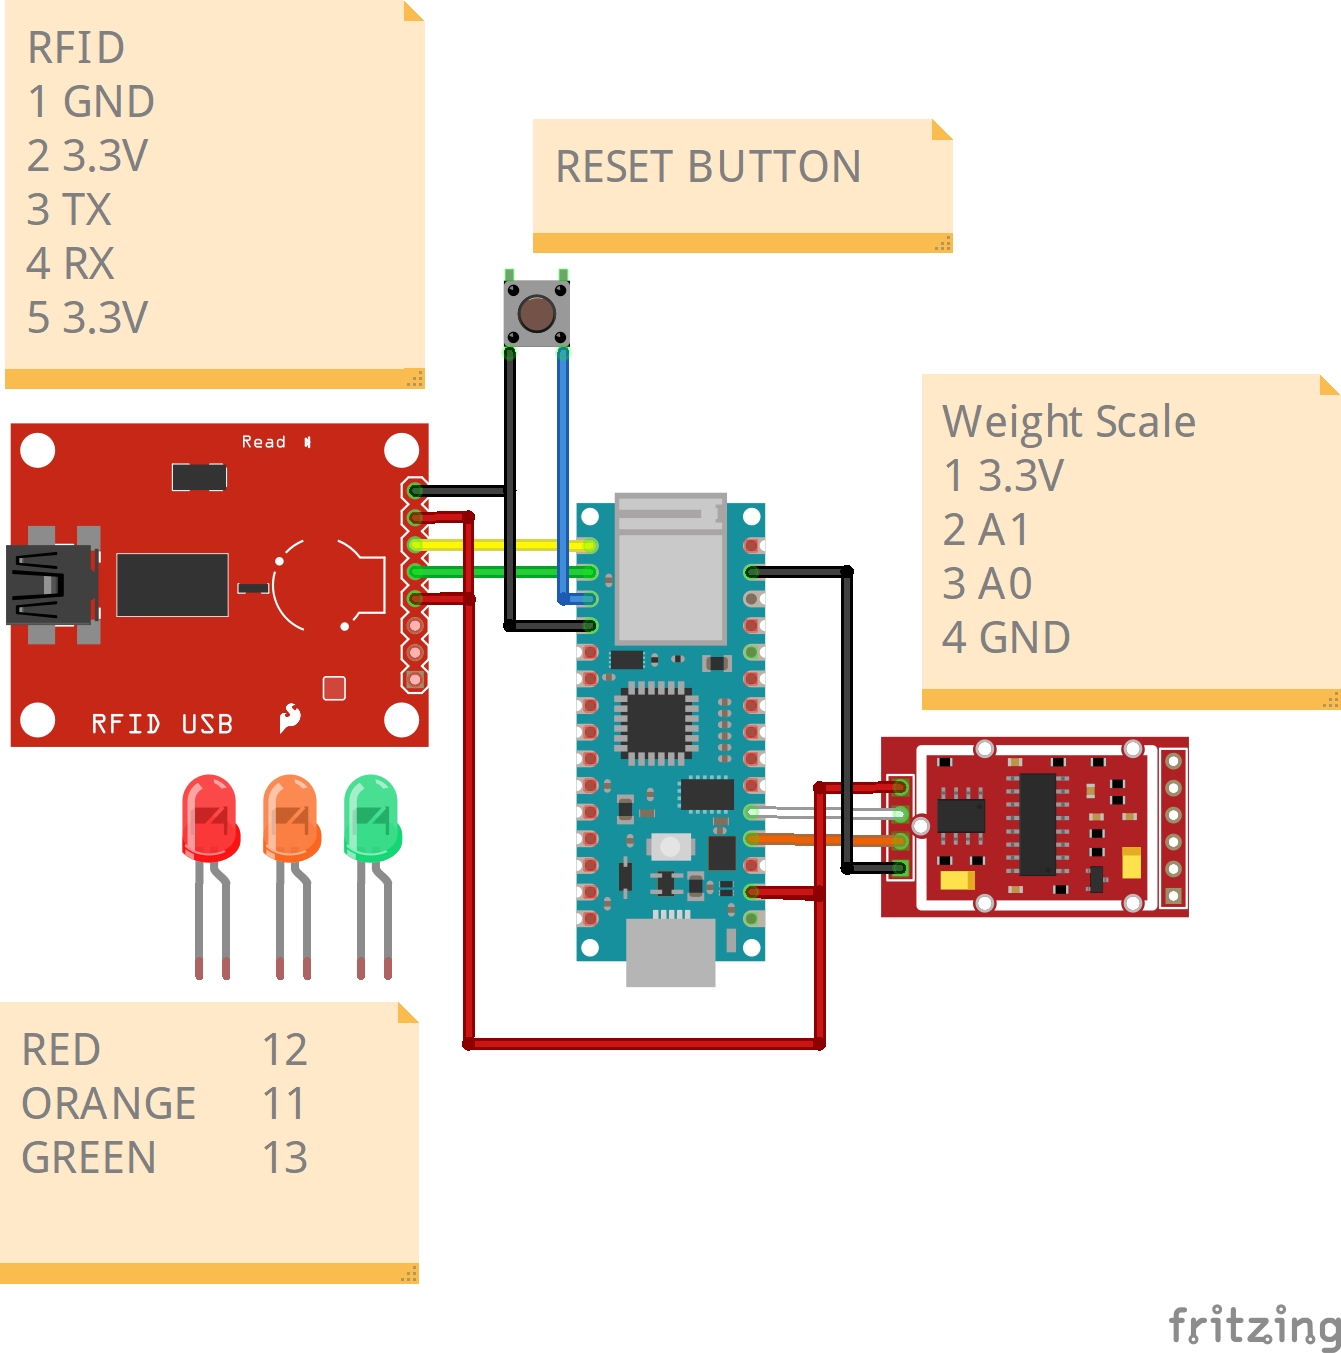 RFID
1 GND
2 3.3V
3 TX
4 RX
5 3.3V
RESET BUTTON
Weight Scale
1 3.3V
2 A1
3 A0
4 GND
Read
RFID USB
RED 12
ORANGE 11
GREEN 13
fritzing